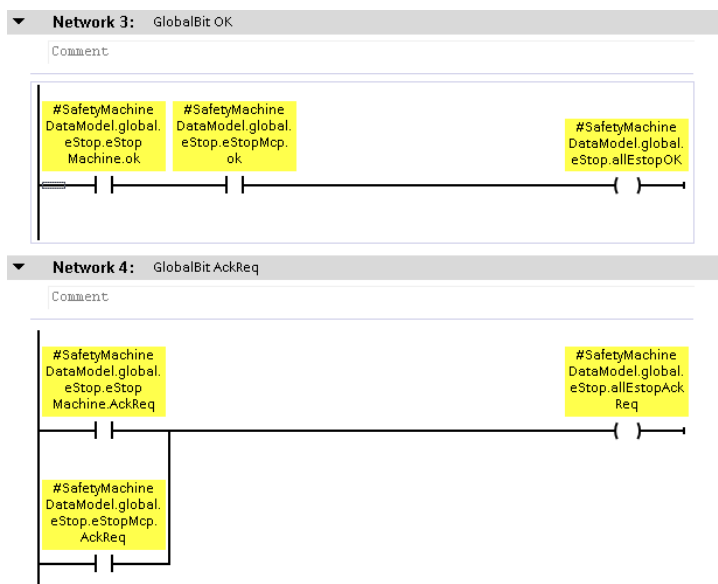 Network 3: GlobalBit OK
Comment
#SafetyMachine
DataModel.global.
eStop.eStop
Machine.ok
#SafetyMachine
DataModel.global.
eStop.eStopMcp.
ok
#SafetyMachine
DataModel.global.
eStop.allEstopOK
Network 4: GlobalBit AckReq
Comment
#SafetyMachine
DataModel.global.
eStop.eStop
Machine.AckReq
#SafetyMachine
DataModel.global.
eStop.allEstopAck
Req
#SafetyMachine
DataModel.global.
eStop.eStopMcp.
AckReq